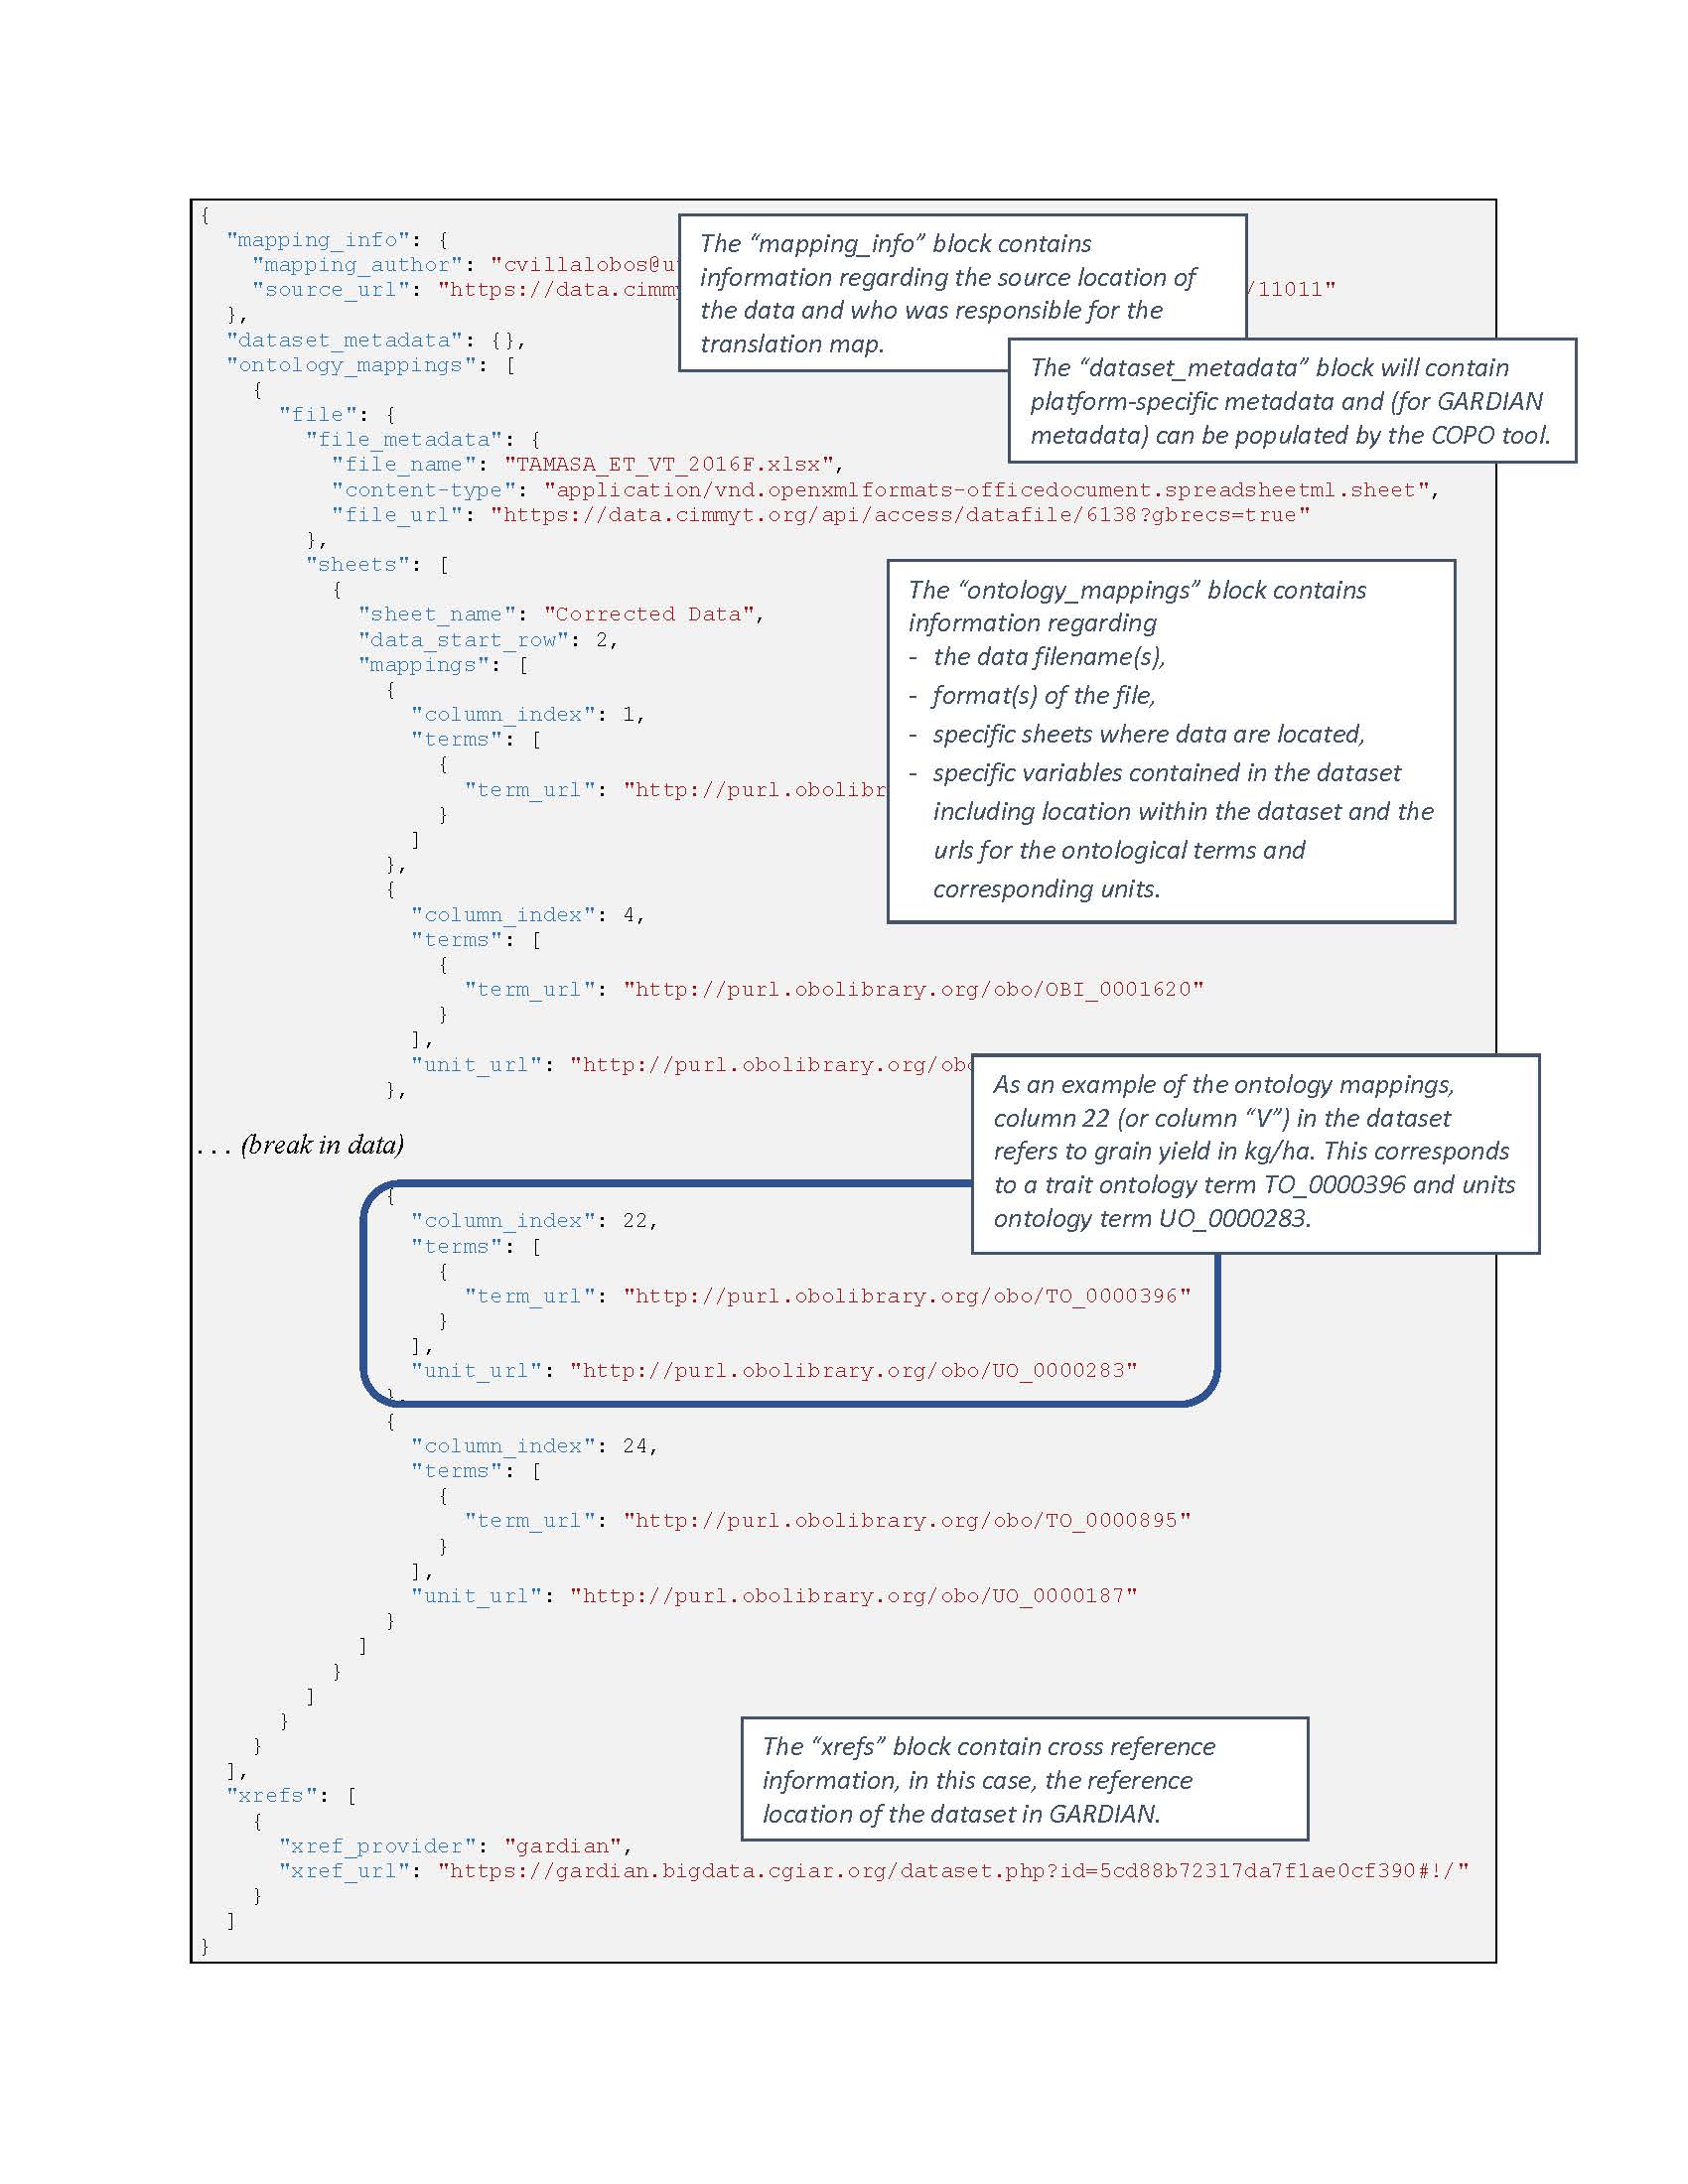 {
"mapping_info": {
"mapping_author": "cvillalobos@u
"source_url": "https://data.cimmy
/11011"
},
"dataset_metadata": {},
"ontology_mappings": [
{
"file": {
"file_metadata": {
"file_name": "TAMASA_ET_VT_2016F.xlsx",
"content-type": "application/vnd.openxmlformats-officedocument.spreadsheetml.sheet",
"file_url": "https://data.cimmyt.org/api/access/datafile/6138?gbrecs=true"
},
"sheets": [
{
"sheet_name": "Corrected Data",
"data_start_row": 2,
"mappings": [
{
"column_index": 1,
"terms": [
{
"term_url": "http://purl.obolibr
}
]
},
{
"column_index": 4,
"terms": [
{
"term_url": "http://purl.obolibrary.org/obo/OBI_0001620"
}
],
"unit_url": "http://purl.obolibrary.org/obo
},
. . . (break in data)
{
"column_index": 22,
"terms": [
{
"term_url": "http://purl.obolibrary.org/obo/TO_0000396"
}
],
"unit_url": "http://purl.obolibrary.org/obo/UO_0000283"
},
{
"column_index": 24,
"terms": [
{
"term_url": "http://purl.obolibrary.org/obo/TO_0000895"
}
],
"unit_url": "http://purl.obolibrary.org/obo/UO_0000187"
}
]
}
]
}
}
],
"xrefs": [
{
"xref_provider": "gardian",
"xref_url": "https://gardian.bigdata.cgiar.org/dataset.php?id=5cd88b72317da7f1ae0cf390#!/"
}
]
}
The “mapping_info” block contains
information regarding the source location of
the data and who was responsible for the
translation map.
The “dataset_metadata” block will contain
platform-specific metadata and (for GARDIAN
metadata) can be populated by the COPO tool.
The “ontology_mappings” block contains
information regarding
- the data filename(s),
- format(s) of the file,
- specific sheets where data are located,
- specific variables contained in the dataset
including location within the dataset and the
urls for the ontological terms and
corresponding units.
As an example of the ontology mappings,
column 22 (or column “V”) in the dataset
refers to grain yield in kg/ha. This corresponds
to a trait ontology term TO_0000396 and units
ontology term UO_0000283.
The “xrefs” block contain cross reference
information, in this case, the reference
location of the dataset in GARDIAN.